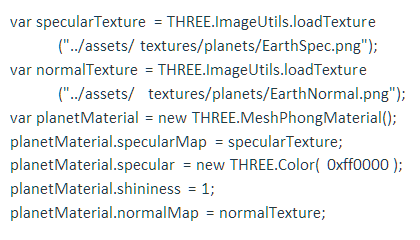 var specularTexture = THREE.ImageUtils.loadTexture
("../assets/ textures/planets/EarthSpec.png");
var normalTexture = THREE.ImageUtils.loadTexture
("../assets/ textures/planets/EarthNormal.png");
var planetMaterial = new THREE.MeshPhongMaterial();
planetMaterial.specularMap = specularTexture;
planetMaterial.specular = new THREE.Color( 0xff0000 );
planetMaterial.shininess = 1;
planetMaterial.normalMap = normalTexture;